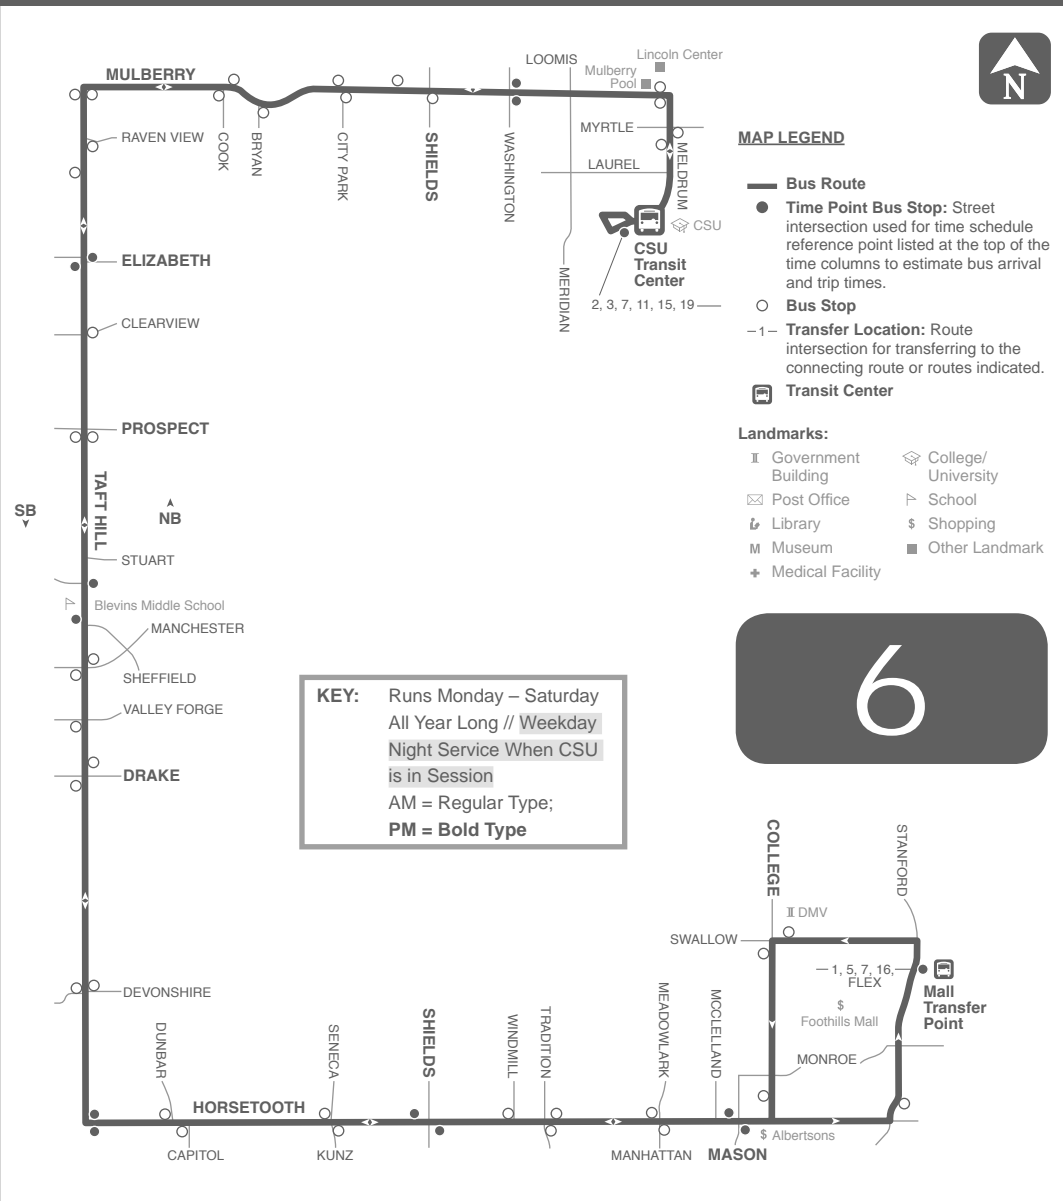 LOOMIS
Lincoln Center
Mulberry
Pool
MULBERRY
N
RAVEN VIEW
COOK
BRYAN
CITY PARK
SHIELDS
WASHINGTON
MYRTLE
LAUREL
MELDRUM
MERIDIAN
CSU
CSU
Transit
Center
2, 3, 7, 11, 15, 19
ELIZABETH
CLEARVIEW
PROSPECT
TAFT HILL
SB
NB
STUART
Blevins Middle School
MANCHESTER
SHEFFIELD
VALLEY FORGE
DRAKE
DEVONSHIRE
MAP LEGEND
Bus Route
Time Point Bus Stop: Street
intersection used for time schedule
reference point listed at the top of the
time columns to estimate bus arrival
and trip times.
Bus Stop
–1– Transfer Location: Route
intersection for transferring to the
connecting route or routes indicated.
Transit Center
Landmarks:
Government
Building
Post Office
Library
M Museum
Medical Facility
College/
University
School
$ Shopping
Other Landmark
6
KEY: Runs Monday – Saturday
All Year Long // Weekday
Night Service When CSU
is in Session
AM = Regular Type;
PM = Bold Type
COLLEGE
STANFORD
DMV
SWALLOW
1, 5, 7, 16,
FLEX
$
Foothills Mall
Mall
Transfer
Point
MONROE
DUNBAR
SENECA
SHIELDS
WINDMILL
TRADITION
MEADOWLARK
MCCLELLAND
HORSETOOTH
$ Albertsons
CAPITOL
KUNZ
MANHATTAN
MASON